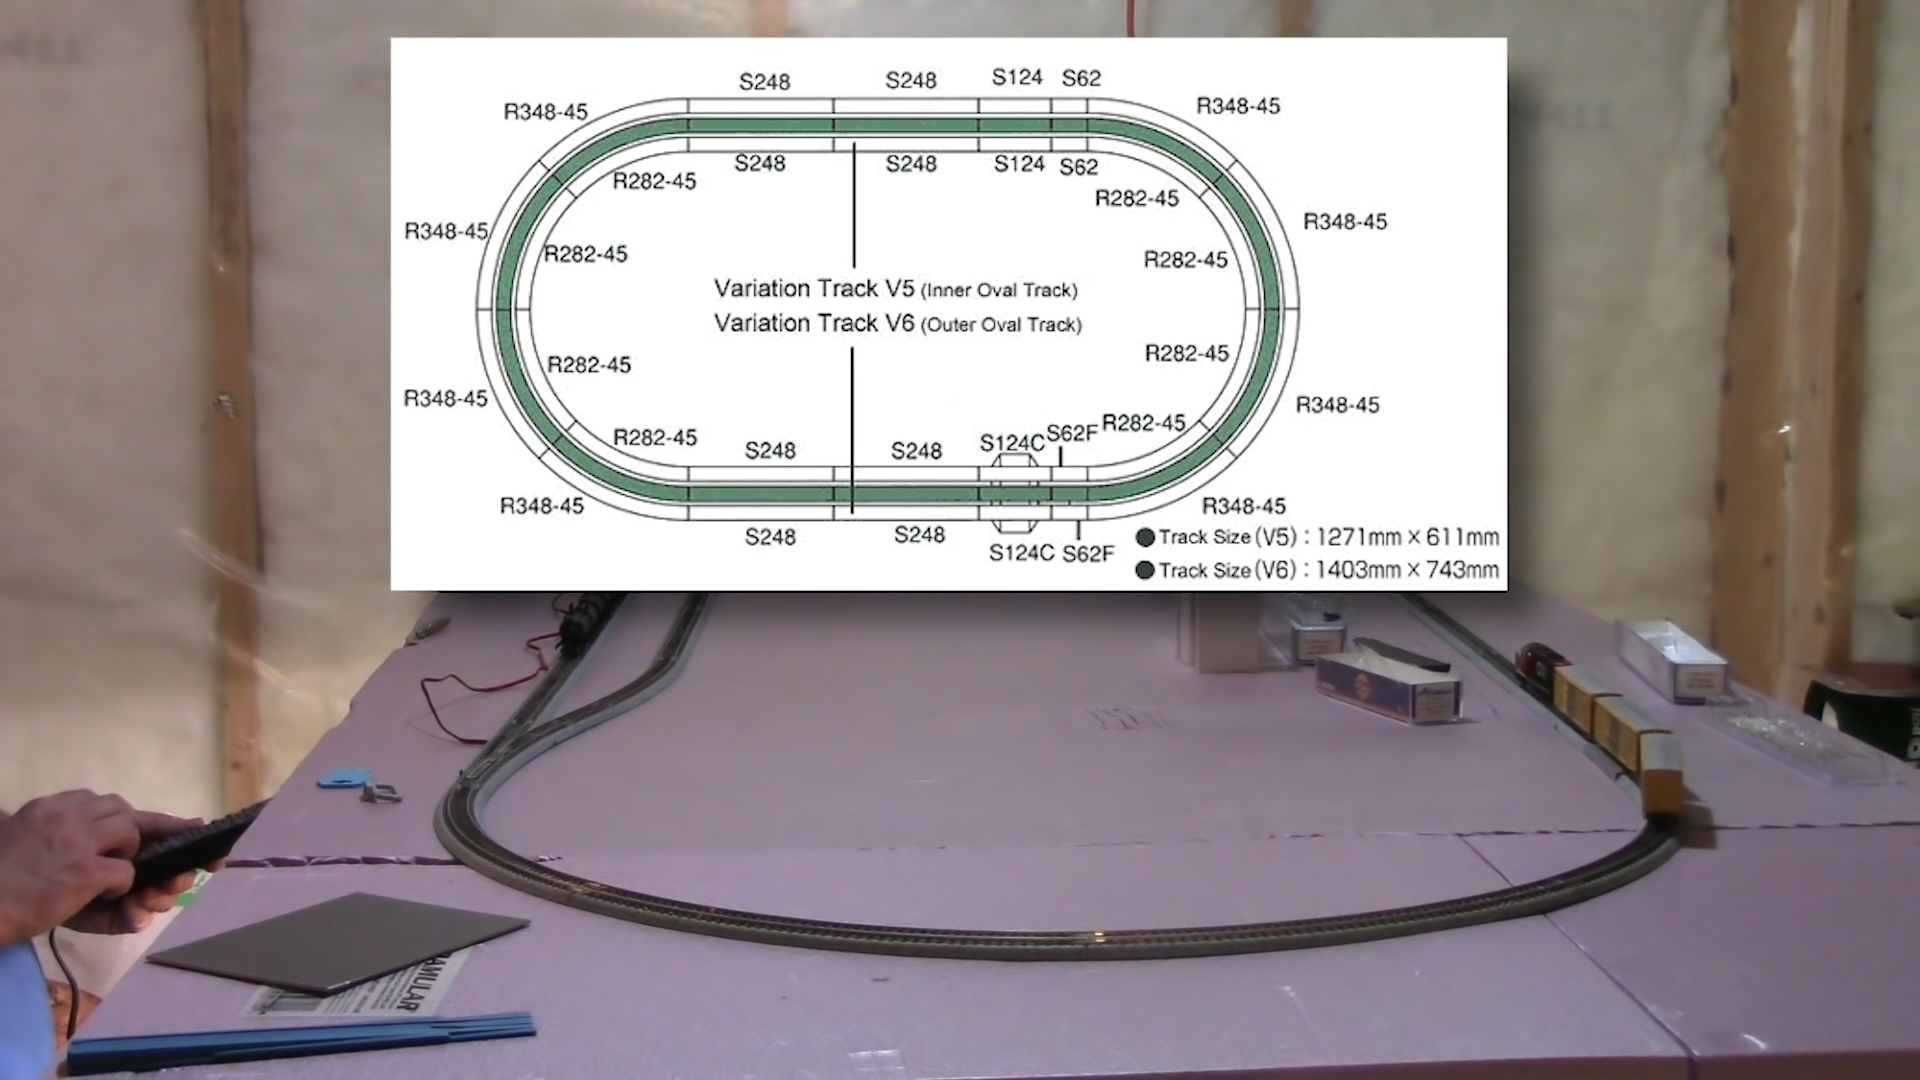 S248 S248 S124 S62
R348-45 R348-45
S248 S248 S124 S62
R282-45 R282-45
R348-45 R282-45 R282-45 R348-45
Variation Track V5 (Inner Oval Track)
Variation Track V6 (Outer Oval Track)
R348-45 R282-45 R282-45 R348-45
R282-45 S248 S248 S124C S62F R282-45
R348-45 S248 S248 S124C S62F R348-45
Track Size (V5) : 1271mm × 611mm
Track Size (V6) : 1403mm × 743mm
AMULAR